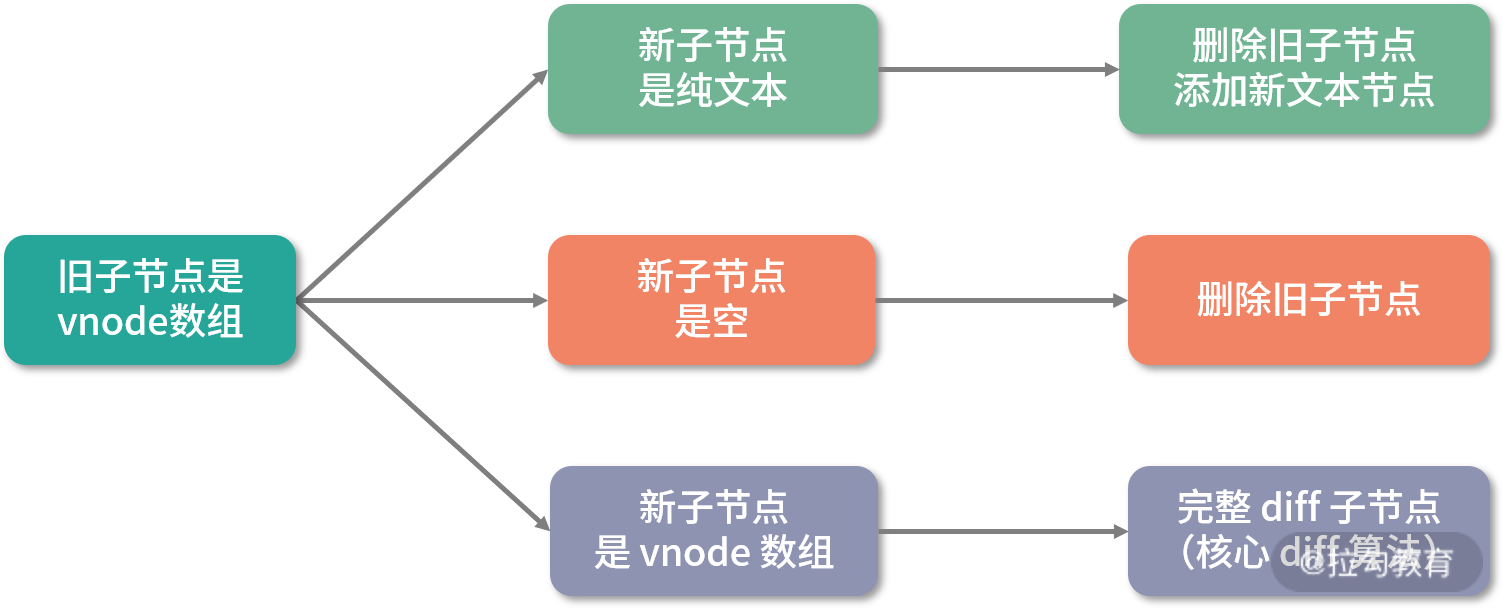 新子节点
是纯文本
删除旧子节点
添加新文本节点
旧子节点是
vnode数组
新子节点
是空
删除旧子节点
新子节点
是 vnode 数组
完整 diff 子节点
（核心 diff 算法）
@拉勾教育